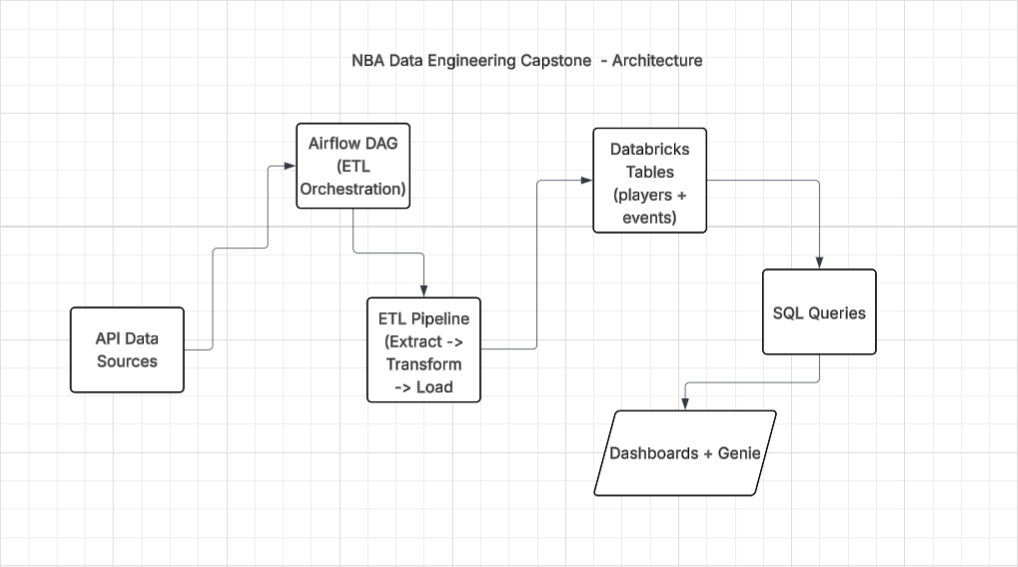 NBA Data Engineering Capstone - Architecture
Airflow DAG
(ETL
Orchestration)
Databricks
Tables
(players +
events)
API Data
Sources
ETL Pipeline
(Extract ->
Transform
-> Load
SQL Queries
Dashboards + Genie